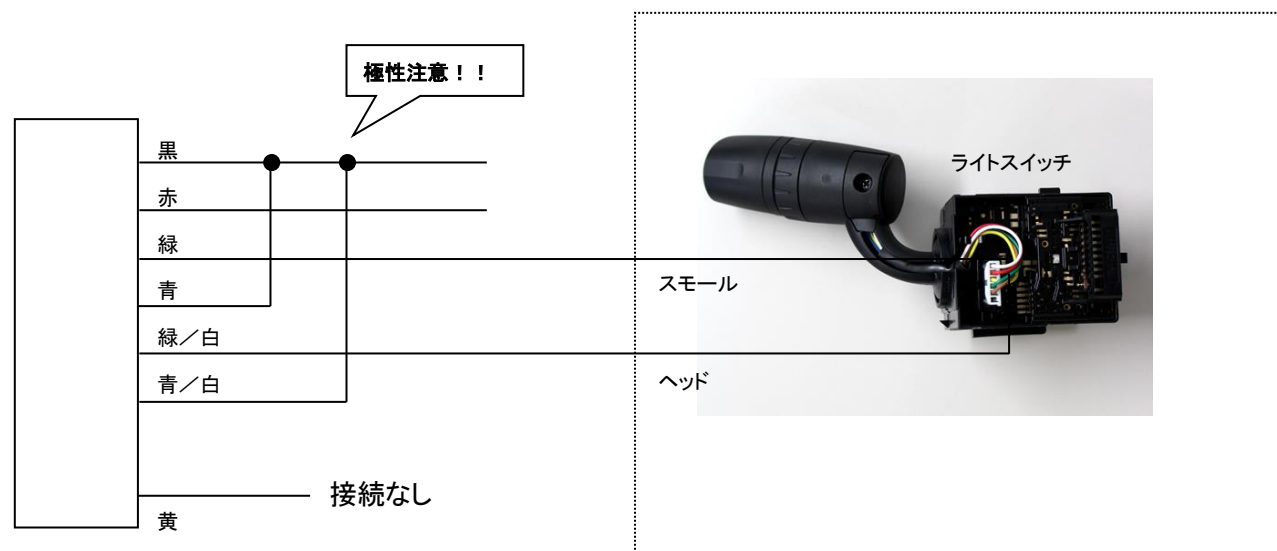 極性注意！！
黒
赤
緑
青
緑／白
青／白
接続なし
黄
ライトスイッチ
スモール
ヘッド